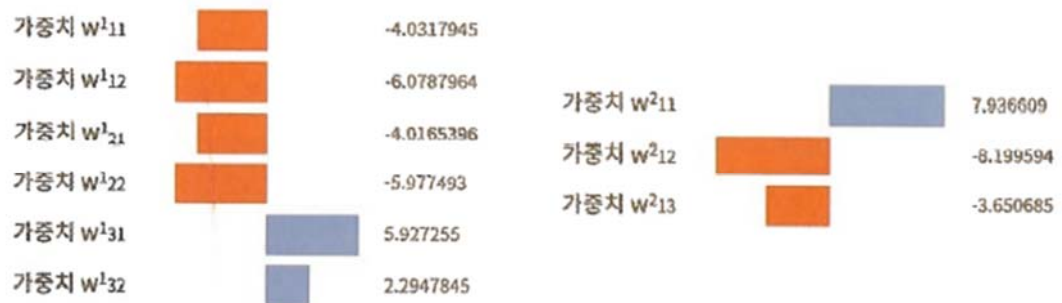 가중치 W¹11 -4.0317945
가중치 W¹12 -6.0787964
가중치 W¹21 -4.0165396
가중치 W¹22 -5.977493
가중치 W¹31 5.927255
가중치 W¹32 2.2947845
가중치 W²11 7.936609
가중치 W²12 -8.199594
가중치 W²13 -3.650685